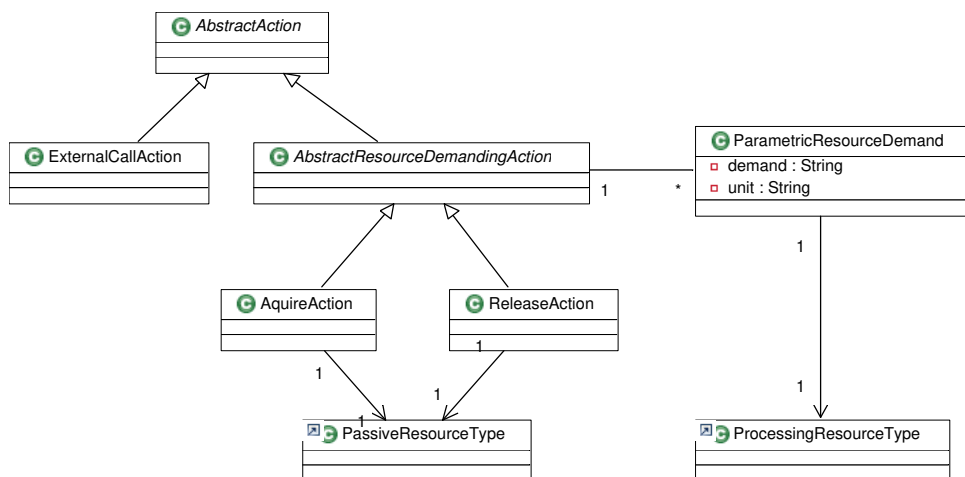 AbstractAction
ExternalCallAction
AbstractResourceDemandingAction
ParametricResourceDemand
demand : String
unit : String
1
*
1
AquireAction
ReleaseAction
1
1
1
1
1
1
PassiveResourceType
ProcessingResourceType